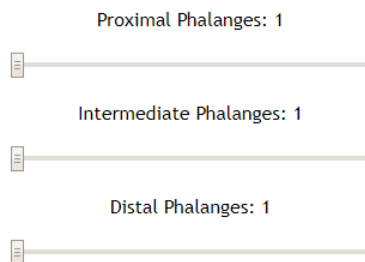 Proximal Phalanges: 1
Intermediate Phalanges: 1
Distal Phalanges: 1